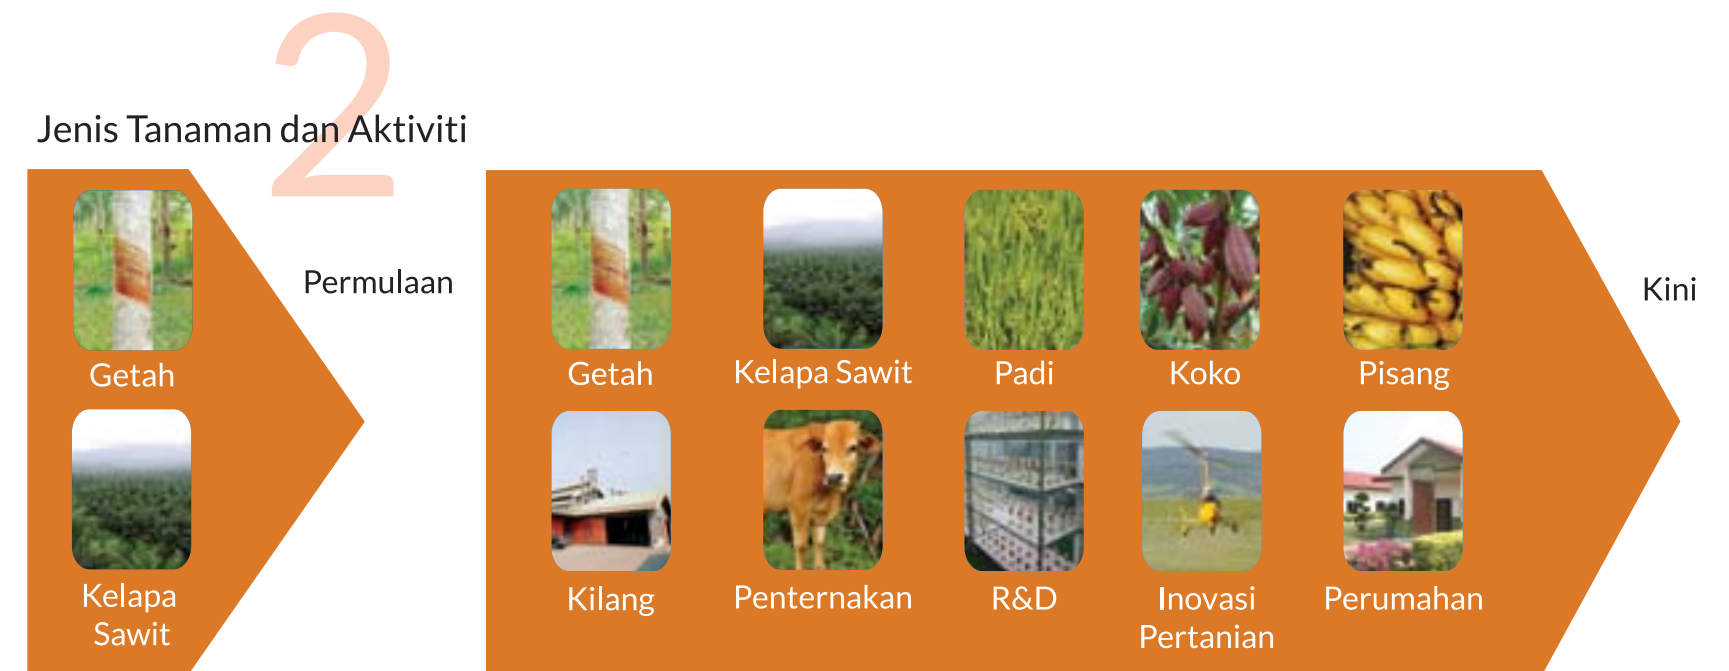 2
Jenis Tanaman dan Aktiviti
Getah
Kelapa
Sawit
Permulaan
Getah
Kelapa Sawit
Padi
Koko
Pisang
Kilang
Penternakan
R&D
Inovasi
Pertanian
Perumahan
Kini